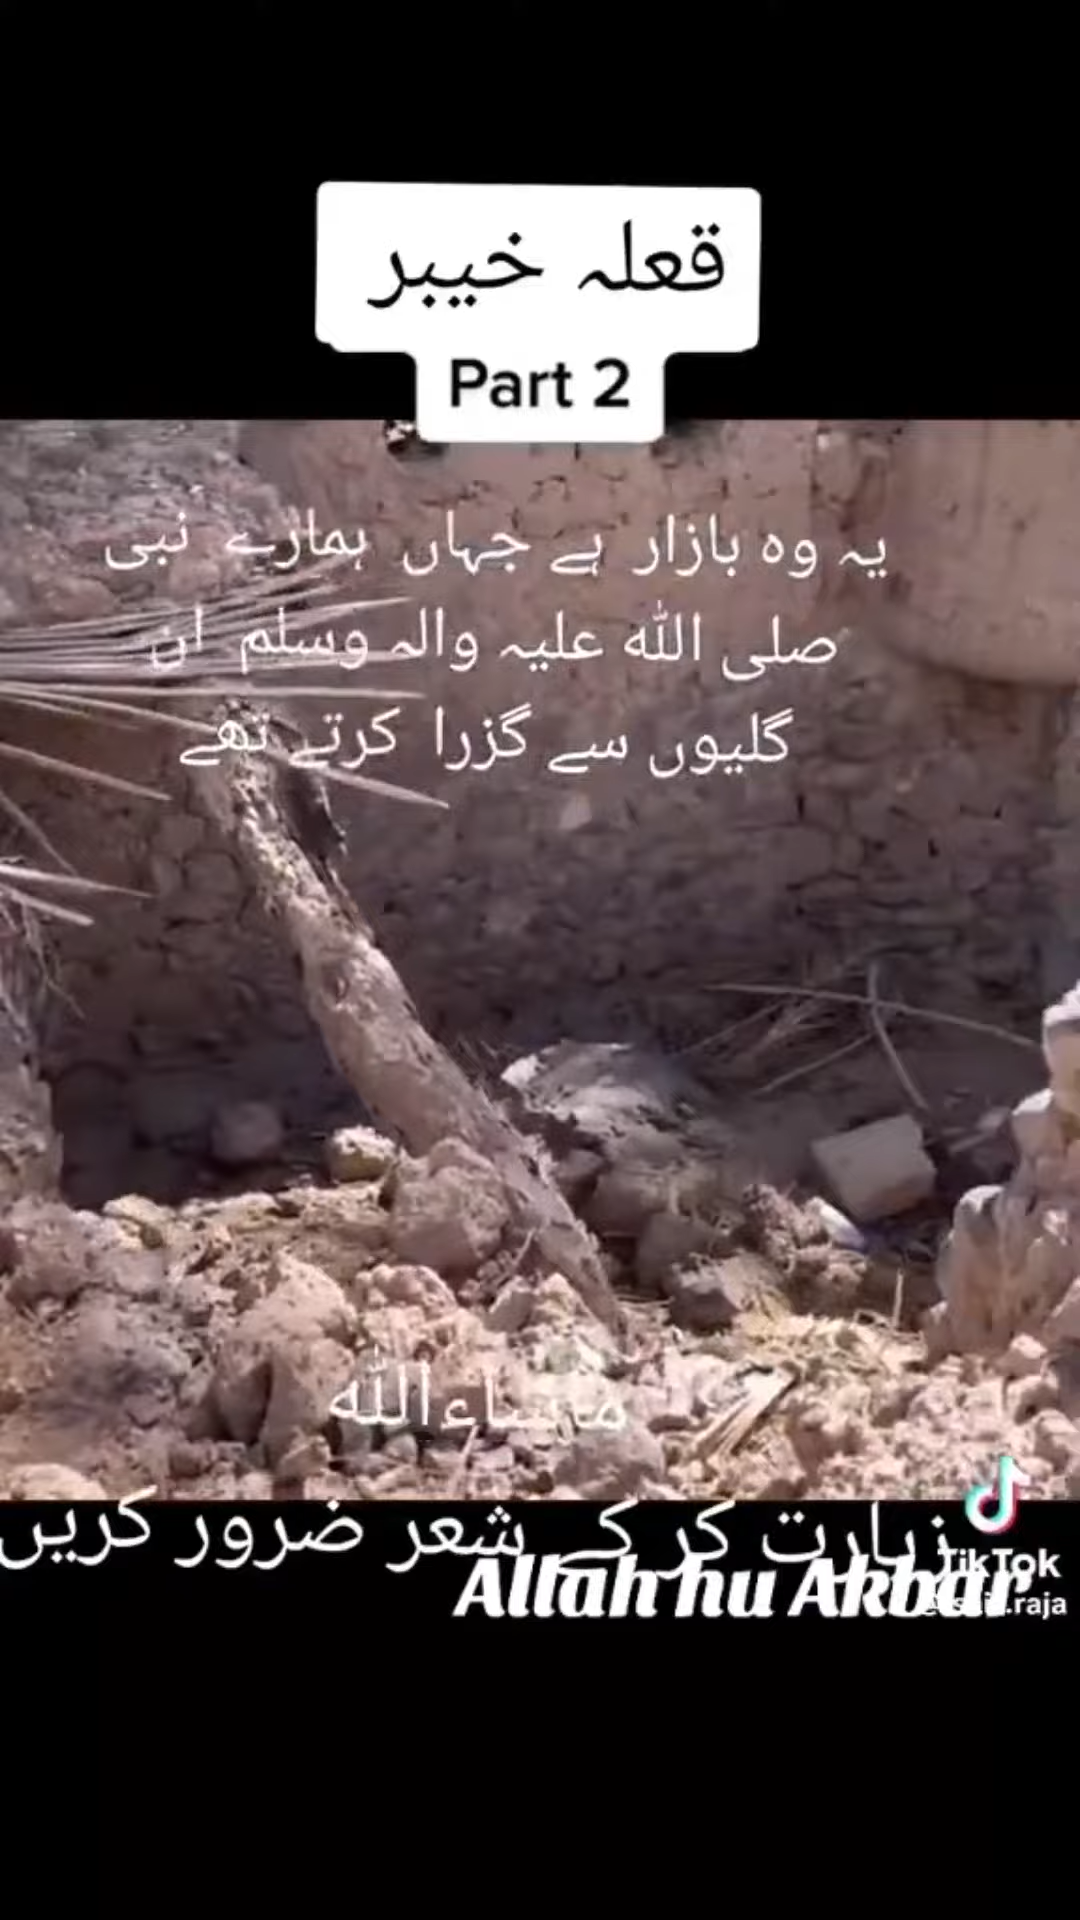 قعلہ خیبر
Part 2
یہ وہ بازار ہے جہاں ہمارے نبی
صلی اللہ علیہ والہ وسلم ان
گلیوں سے گزرا کرتے تھے
ماشاءاللہ
زیارت کر کے شعر ضرور کریں
Allah hu Akbar
TikTok